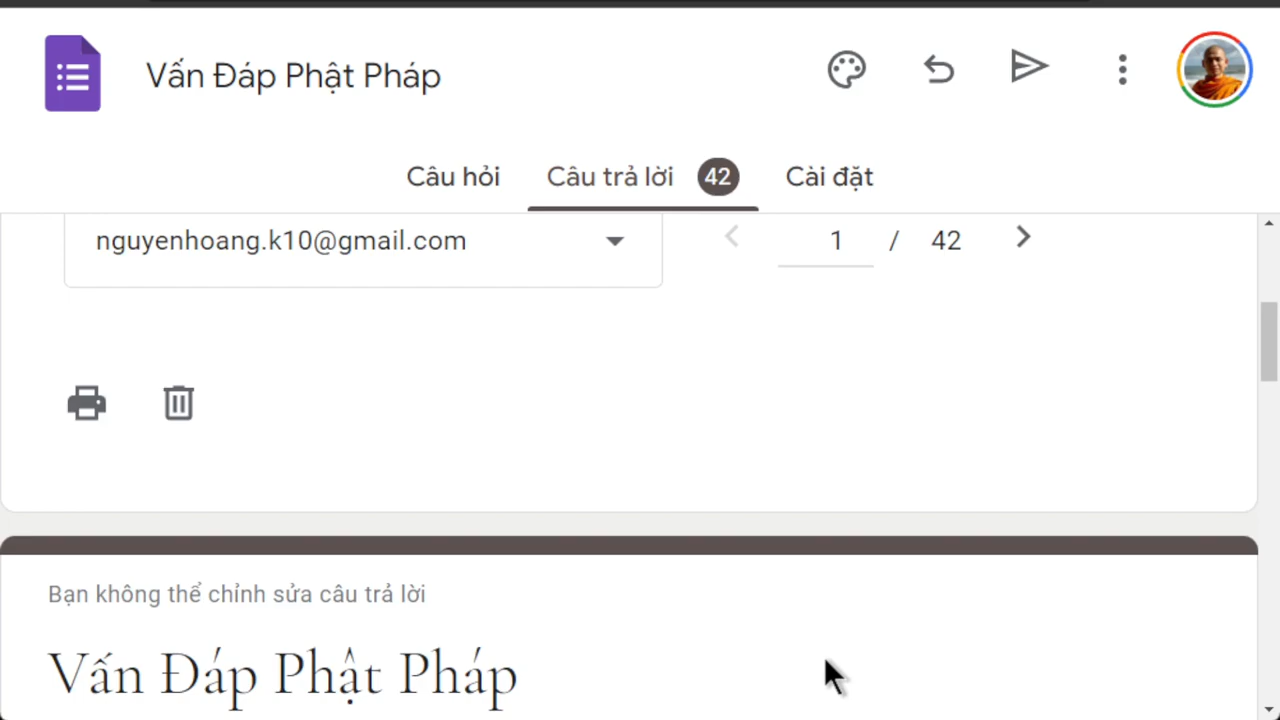 Vấn Đáp Phật Pháp
Câu hỏi Câu trả lời 42 Cài đặt
nguyenhoang.k10@gmail.com 1 / 42
Bạn không thể chỉnh sửa câu trả lời
Vấn Đáp Phật Pháp